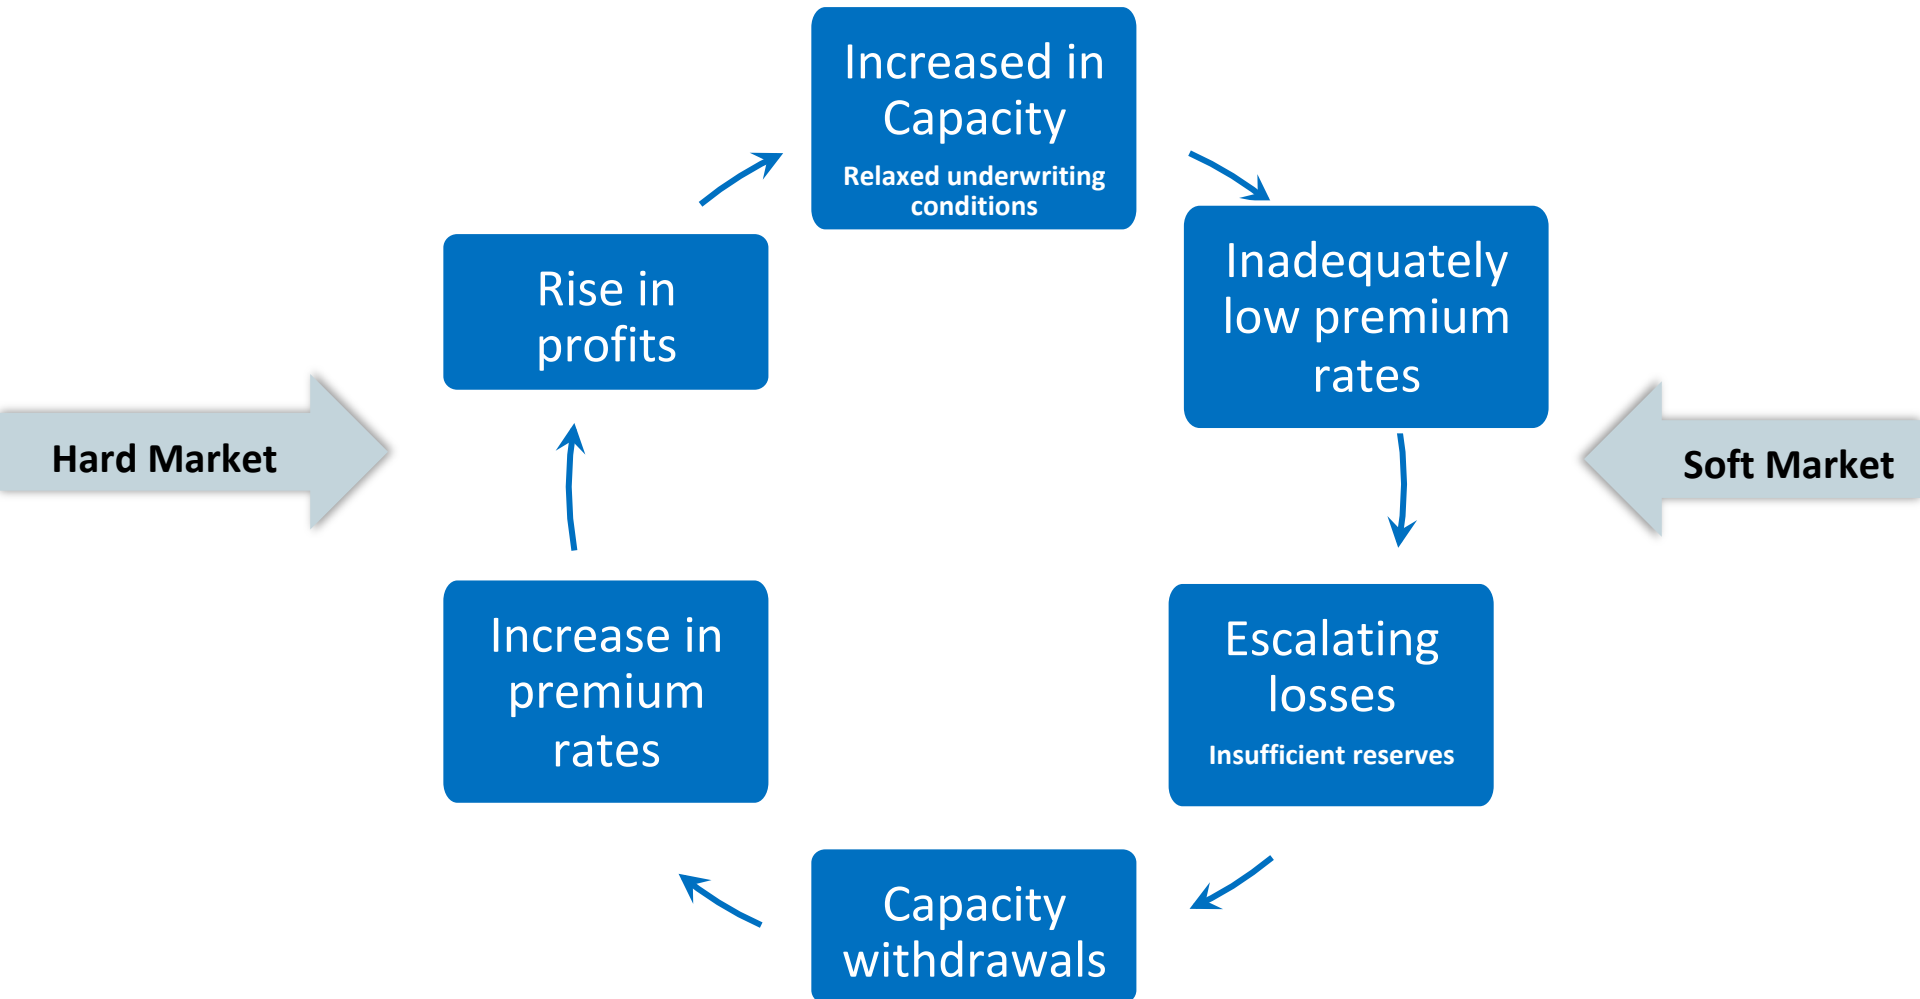 Increased in
Capacity
Relaxed underwriting
conditions
Inadequately
low premium
rates
Rise in
profits
Hard Market
Soft Market
Increase in
premium
rates
Escalating
losses
Insufficient reserves
Capacity
withdrawals